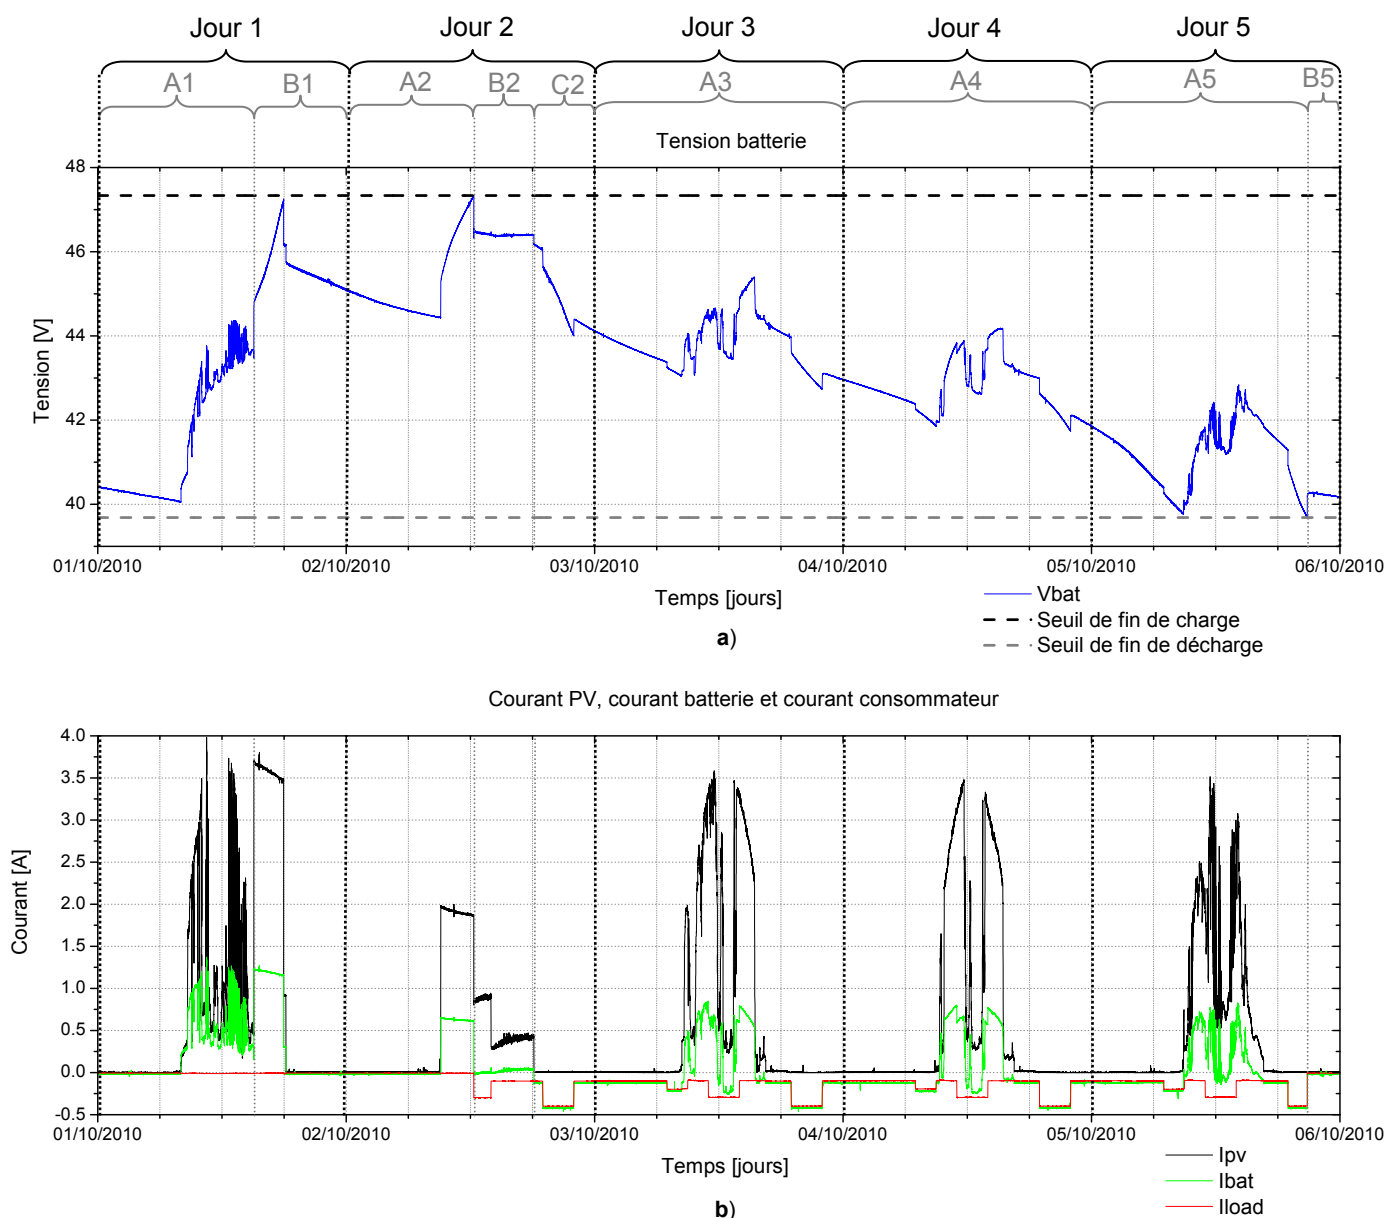 Jour 1 Jour 2 Jour 3 Jour 4 Jour 5
A1 B1 A2 B2 C2 A3 A4 A5 B5
Tension batterie
48
46
44
42
40
Tension [V]
01/10/2010 02/10/2010 03/10/2010 04/10/2010 05/10/2010 06/10/2010
Temps [jours]
Vbat
Seuil de fin de charge
Seuil de fin de décharge
a)
Courant PV, courant batterie et courant consommateur
4.0
3.5
3.0
2.5
2.0
1.5
1.0
0.5
0.0
-0.5
Courant [A]
01/10/2010 02/10/2010 03/10/2010 04/10/2010 05/10/2010 06/10/2010
Temps [jours]
Ipv
Ibat
Iload
b)